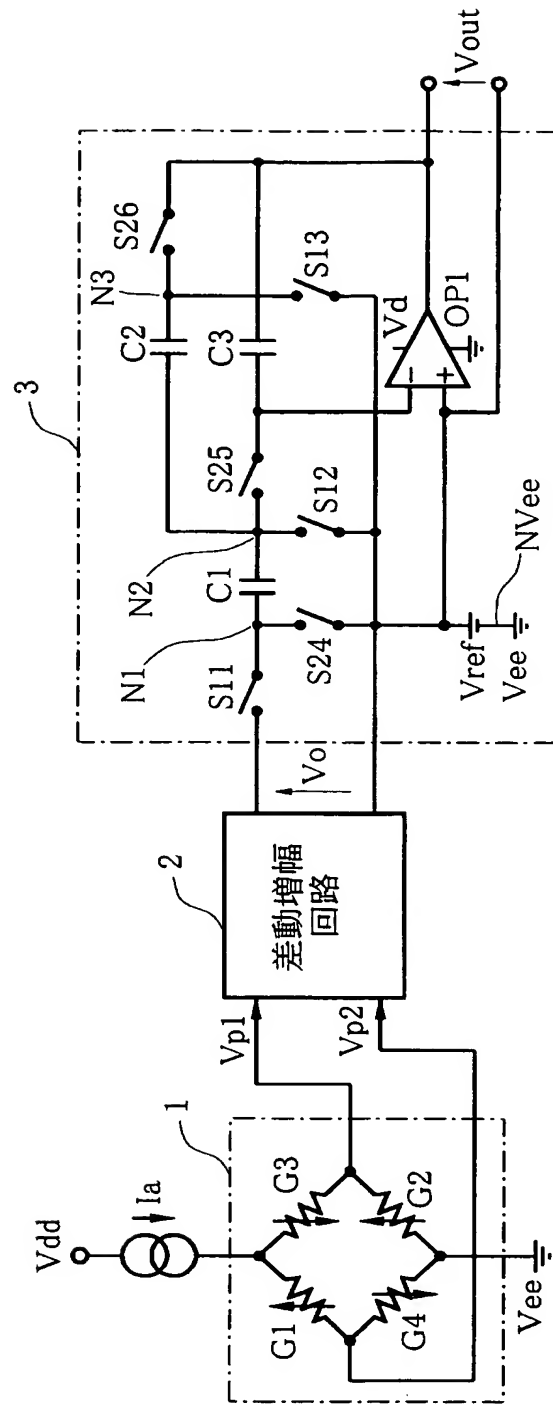 Vdd
Ia
1
G1
G3
G4
G2
Vee
Vp1
Vp2
2
差動増幅
回路
Vo
3
S11
N1
S24
C1
N2
S12
S25
C2
C3
N3
S26
S13
Vref
Vee
NVee
−
+
Vd
OP1
Vout